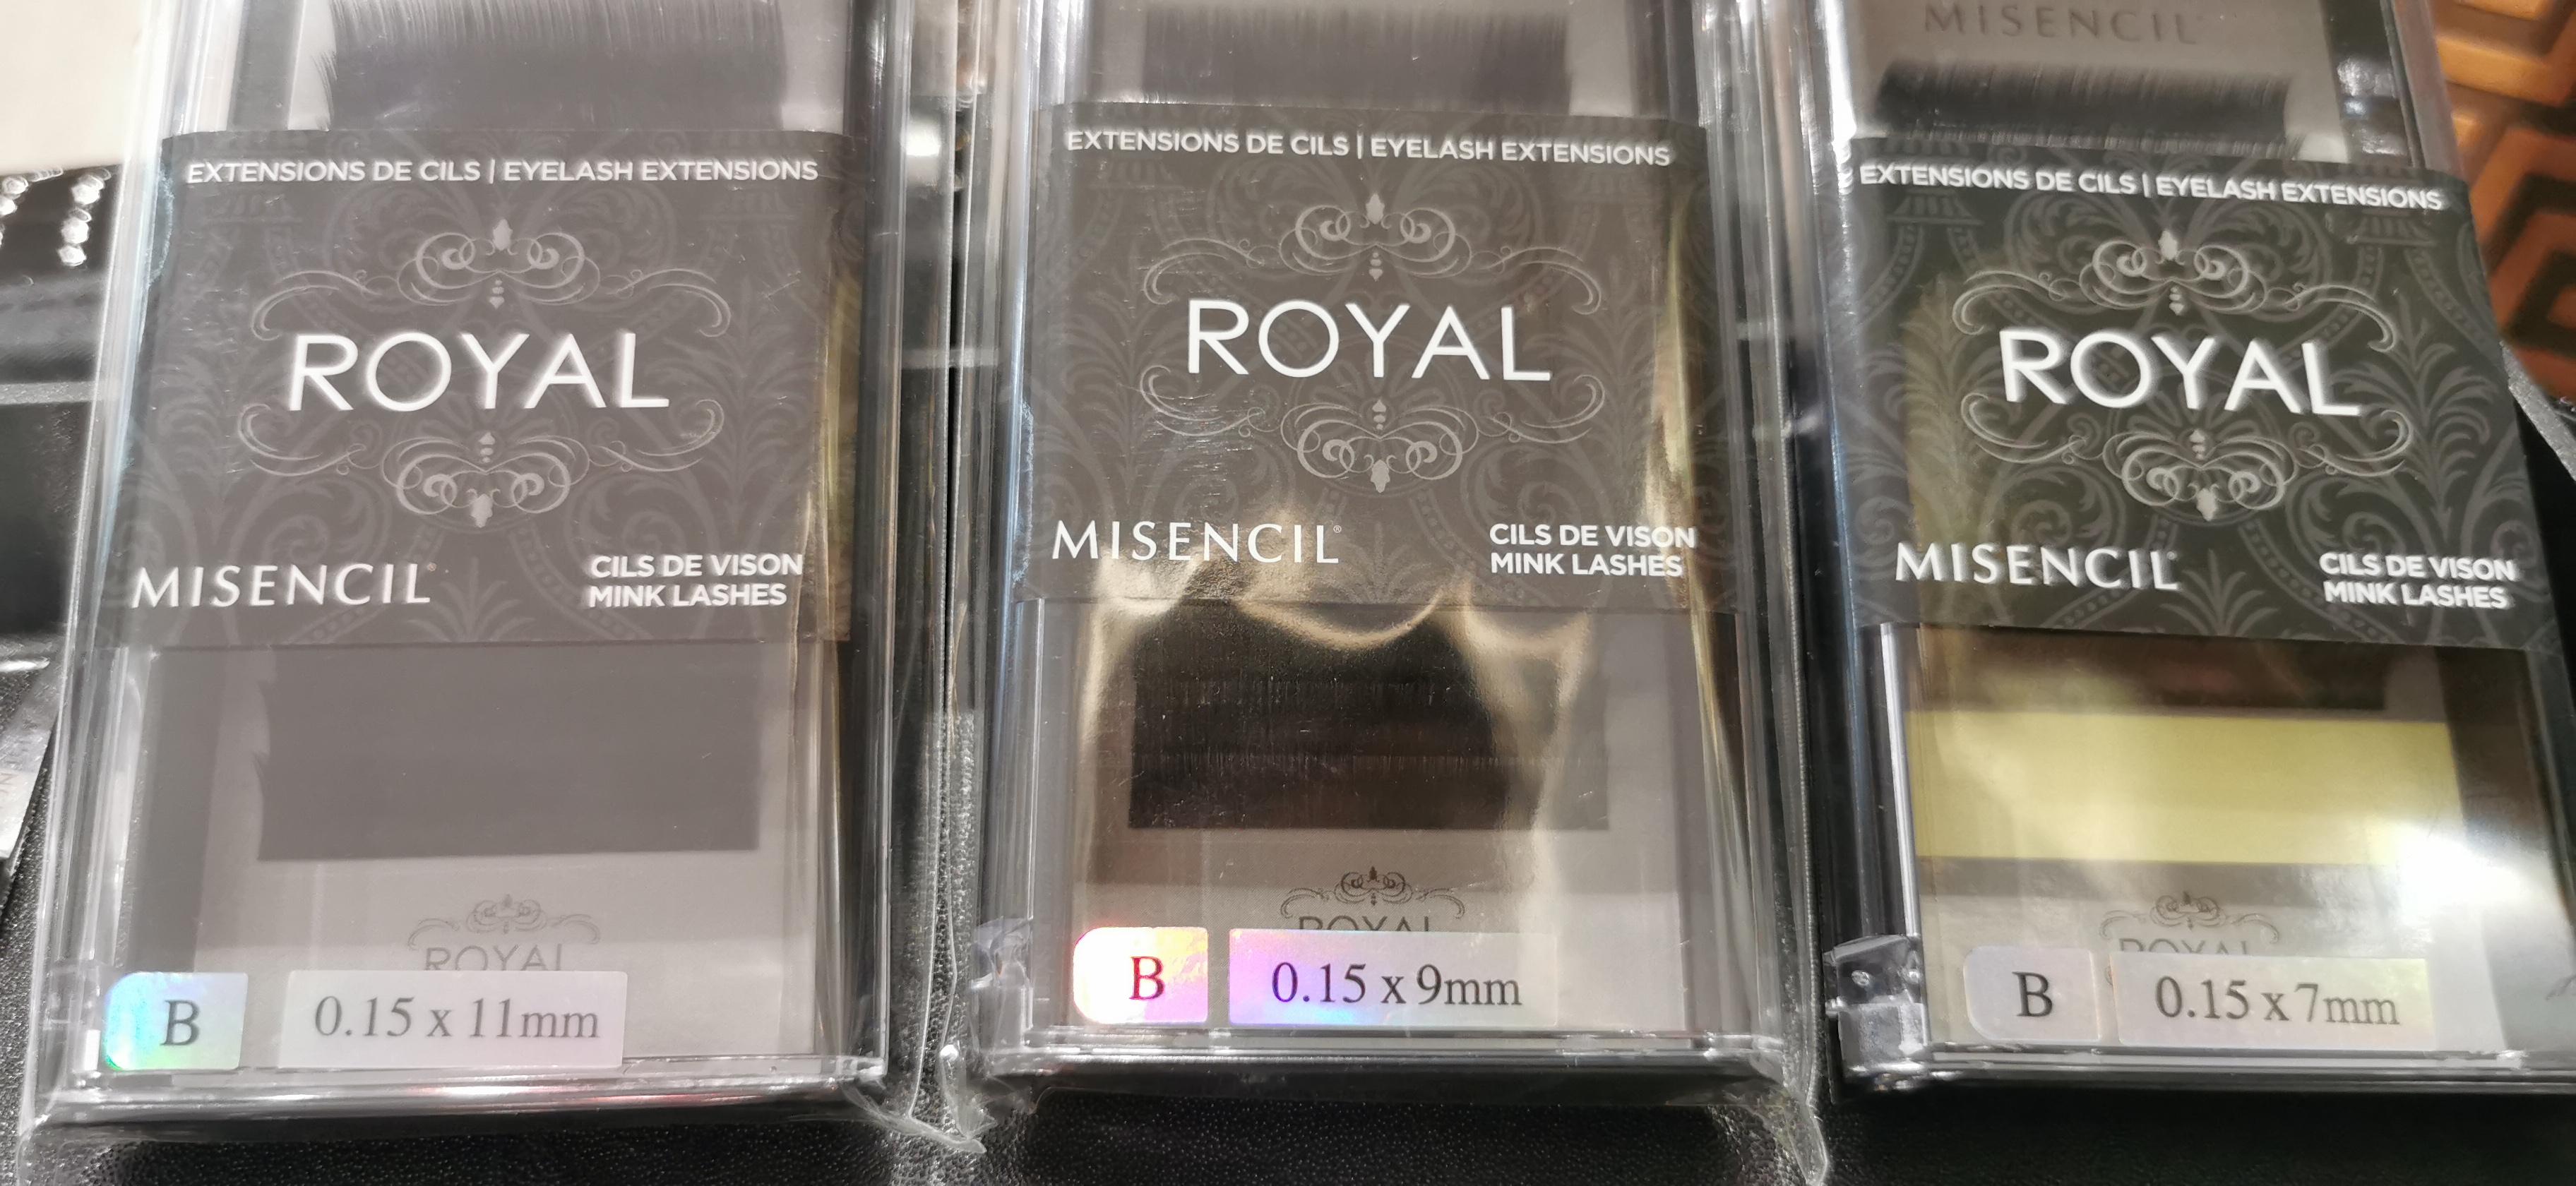 EXTENSIONS DE CILS | EYELASH EXTENSIONS
ROYAL
MISENCIL
CILS DE VISON
MINK LASHES
ROYAL
B
0.15 x 11mm
EXTENSIONS DE CILS | EYELASH EXTENSIONS
ROYAL
MISENCIL®
CILS DE VISON
MINK LASHES
ROYAL
B
0.15 x 9mm
MISENCIL
EXTENSIONS DE CILS | EYELASH EXTENSIONS
ROYAL
MISENCIL
CILS DE VISON
MINK LASHES
ROYAL
B
0.15 x 7mm